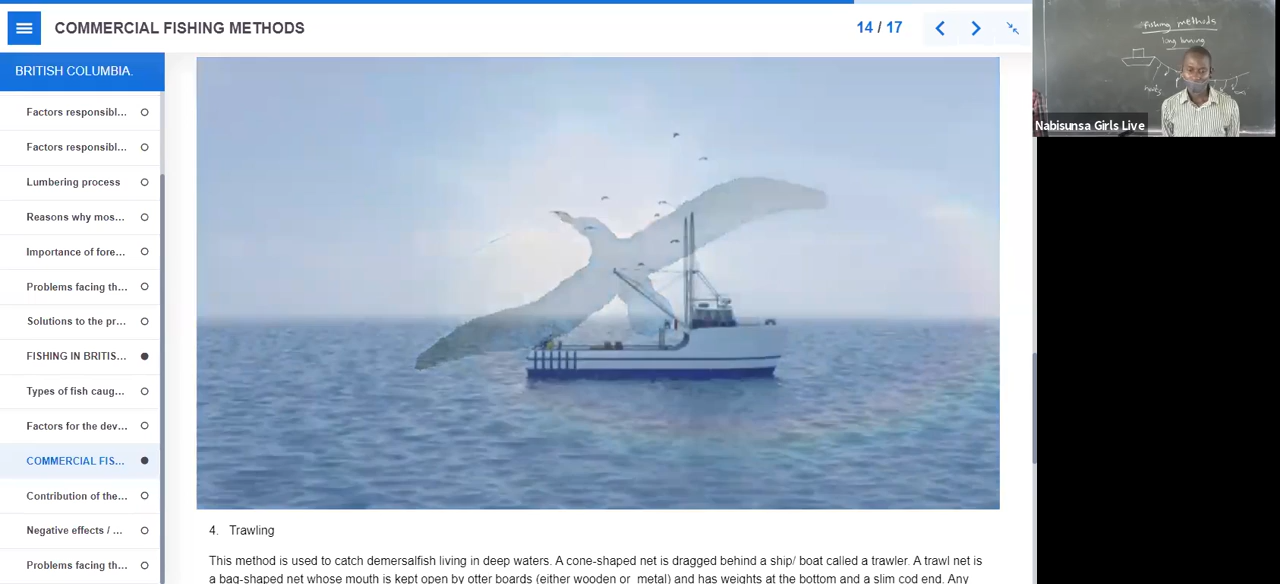 COMMERCIAL FISHING METHODS
14 / 17
BRITISH COLUMBIA.
Factors responsibl...
Factors responsibl...
Lumbering process
Reasons why mos...
Importance of fore...
Problems facing th...
Solutions to the pr...
FISHING IN BRITIS...
Types of fish caug...
Factors for the dev...
COMMERCIAL FIS...
Contribution of the...
Negative effects / ...
Problems facing th...
4. Trawling
This method is used to catch demersalfish living in deep waters. A cone-shaped net is dragged behind a ship/ boat called a trawler. A trawl net is
a bag-shaped net whose mouth is kept open by otter boards (either wooden or metal) and has weights at the bottom and a slim cod end. Any
fishing methods
Nabisunsa Girls Live